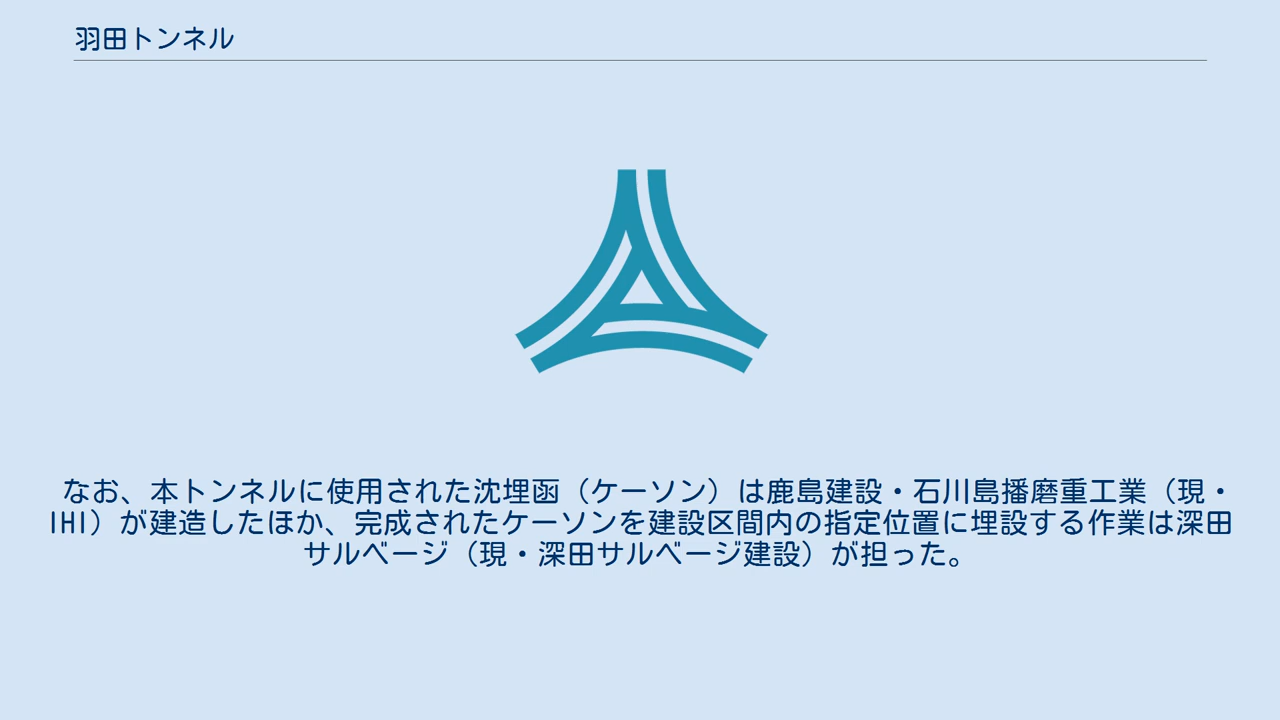 羽田トンネル
なお、本トンネルに使用された沈埋函（ケーソン）は鹿島建設・石川島播磨重工業（現・
IHI）が建造したほか、完成されたケーソンを建設区間内の指定位置に埋設する作業は深田
サルベージ（現・深田サルベージ建設）が担った。